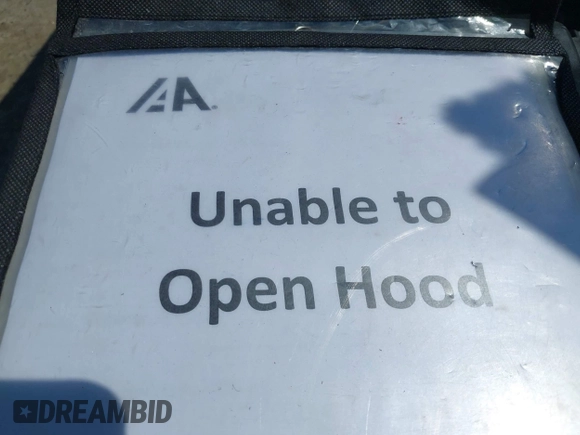 IAA.
Unable to
Open Hood
DREAMBID